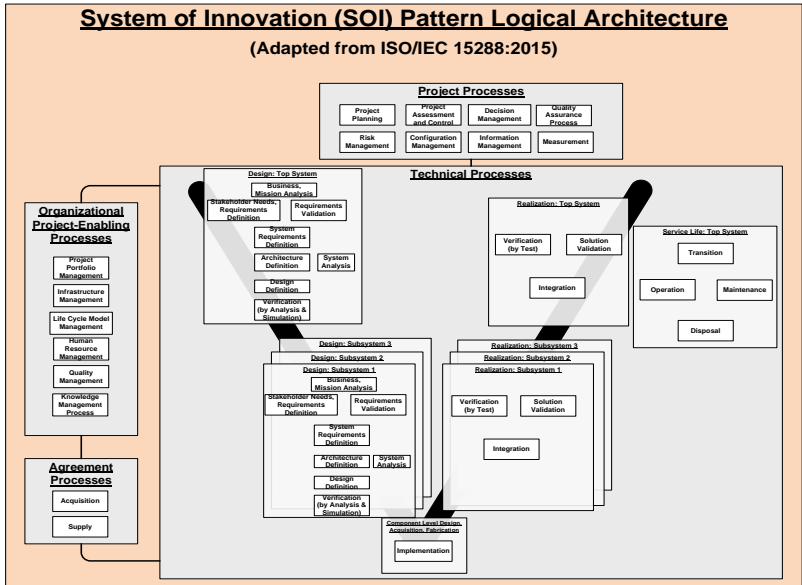 System of Innovation (SOI) Pattern Logical Architecture
(Adapted from ISO/IEC 15288:2015)
Project Processes
Project
Planning
Project
Assessment
and Control
Decision
Management
Quality
Assurance
Process
Risk
Management
Configuration
Management
Information
Management
Measurement
Technical Processes
Organizational
Project-Enabling
Processes
Project
Portfolio
Management
Infrastructure
Management
Life Cycle Model
Management
Human
Resource
Management
Quality
Management
Knowledge
Management
Process
Agreement
Processes
Acquisition
Supply
Design: Top System
Business,
Mission Analysis
Stakeholder Needs,
Requirements
Definition
Requirements
Validation
System
Requirements
Definition
Architecture
Definition
System
Analysis
Design
Definition
Verification
(by Analysis &
Simulation)
Realization: Top System
Verification
(by Test)
Solution
Validation
Integration
Service Life: Top System
Transition
Operation
Maintenance
Disposal
Design: Subsystem 3
Design: Subsystem 2
Design: Subsystem 1
Business,
Mission Analysis
Stakeholder Needs,
Requirements
Definition
Requirements
Validation
System
Requirements
Definition
Architecture
Definition
System
Analysis
Design
Definition
Verification
(by Analysis &
Simulation)
Realization: Subsystem 3
Realization: Subsystem 2
Realization: Subsystem 1
Verification
(by Test)
Solution
Validation
Integration
Component Level Design,
Acquisition, Fabrication
Implementation